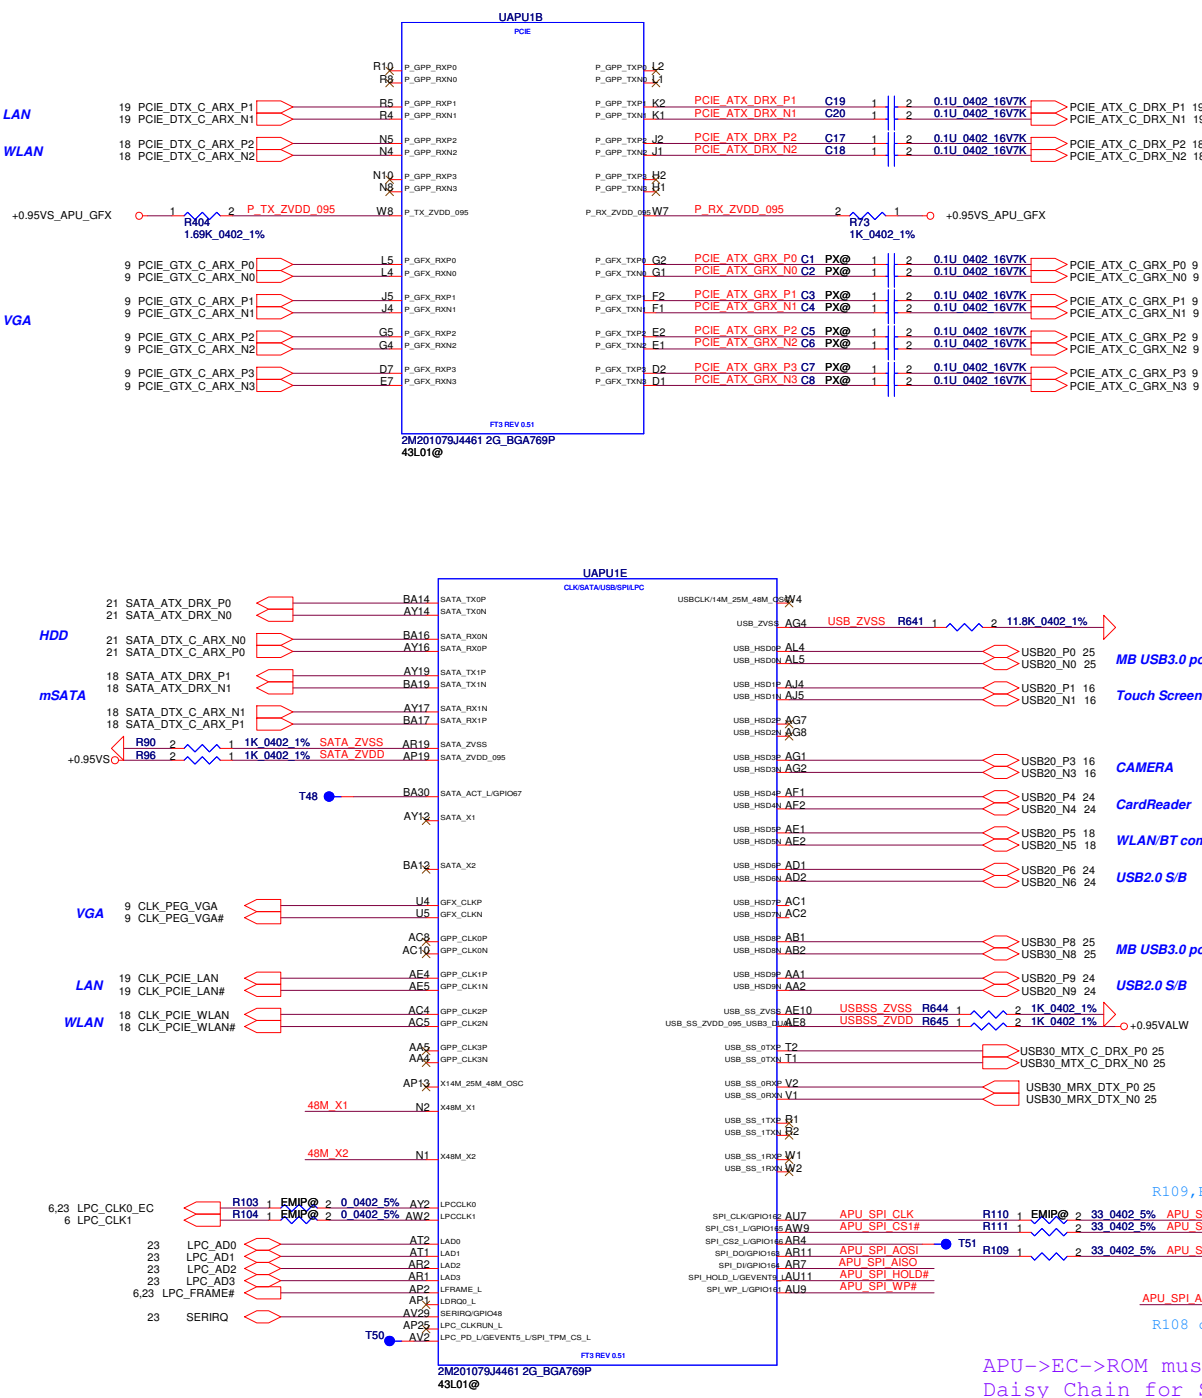 UAPU1B
PCIE
R10 P_GPP_RXP0 P_GPP_TXP0 L2
R8 P_GPP_RXN0 P_GPP_TXN0 L1
LAN
19 PCIE_DTX_C_ARX_P1 R5 P_GPP_RXP1 P_GPP_TXP1 K2 PCIE_ATX_DRX_P1 C19 1 2 0.1U_0402_16V7K PCIE_ATX_C_DRX_P1 19
19 PCIE_DTX_C_ARX_N1 R4 P_GPP_RXN1 P_GPP_TXN1 K1 PCIE_ATX_DRX_N1 C20 1 2 0.1U_0402_16V7K PCIE_ATX_C_DRX_N1 19
WLAN
18 PCIE_DTX_C_ARX_P2 N5 P_GPP_RXP2 P_GPP_TXP2 J2 PCIE_ATX_DRX_P2 C17 1 2 0.1U_0402_16V7K PCIE_ATX_C_DRX_P2 18
18 PCIE_DTX_C_ARX_N2 N4 P_GPP_RXN2 P_GPP_TXN2 J1 PCIE_ATX_DRX_N2 C18 1 2 0.1U_0402_16V7K PCIE_ATX_C_DRX_N2 18
N10 P_GPP_RXP3 P_GPP_TXP3 H2
N8 P_GPP_RXN3 P_GPP_TXN3 H1
+0.95VS_APU_GFX 1 2 P_TX_ZVDD_095 W8 P_TX_ZVDD_095 P_RX_ZVDD_095 W7 P_RX_ZVDD_095 2 1 +0.95VS_APU_GFX
R404 R73
1.69K_0402_1% 1K_0402_1%
VGA
9 PCIE_GTX_C_ARX_P0 L5 P_GFX_RXP0 P_GFX_TXP0 G2 PCIE_ATX_GRX_P0 C1 PX@ 1 2 0.1U_0402_16V7K PCIE_ATX_C_GRX_P0 9
9 PCIE_GTX_C_ARX_N0 L4 P_GFX_RXN0 P_GFX_TXN0 G1 PCIE_ATX_GRX_N0 C2 PX@ 1 2 0.1U_0402_16V7K PCIE_ATX_C_GRX_N0 9
9 PCIE_GTX_C_ARX_P1 J5 P_GFX_RXP1 P_GFX_TXP1 F2 PCIE_ATX_GRX_P1 C3 PX@ 1 2 0.1U_0402_16V7K PCIE_ATX_C_GRX_P1 9
9 PCIE_GTX_C_ARX_N1 J4 P_GFX_RXN1 P_GFX_TXN1 F1 PCIE_ATX_GRX_N1 C4 PX@ 1 2 0.1U_0402_16V7K PCIE_ATX_C_GRX_N1 9
9 PCIE_GTX_C_ARX_P2 G5 P_GFX_RXP2 P_GFX_TXP2 E2 PCIE_ATX_GRX_P2 C5 PX@ 1 2 0.1U_0402_16V7K PCIE_ATX_C_GRX_P2 9
9 PCIE_GTX_C_ARX_N2 G4 P_GFX_RXN2 P_GFX_TXN2 E1 PCIE_ATX_GRX_N2 C6 PX@ 1 2 0.1U_0402_16V7K PCIE_ATX_C_GRX_N2 9
9 PCIE_GTX_C_ARX_P3 D7 P_GFX_RXP3 P_GFX_TXP3 D2 PCIE_ATX_GRX_P3 C7 PX@ 1 2 0.1U_0402_16V7K PCIE_ATX_C_GRX_P3 9
9 PCIE_GTX_C_ARX_N3 E7 P_GFX_RXN3 P_GFX_TXN3 D1 PCIE_ATX_GRX_N3 C8 PX@ 1 2 0.1U_0402_16V7K PCIE_ATX_C_GRX_N3 9
FT3 REV 0.51
2M201079J4461 2G_BGA769P
43L01@
UAPU1E
CLK/SATA/USB/SPI/LPC
HDD
21 SATA_ATX_DRX_P0 BA14 SATA_TX0P
21 SATA_ATX_DRX_N0 AY14 SATA_TX0N
21 SATA_DTX_C_ARX_N0 BA16 SATA_RX0N
21 SATA_DTX_C_ARX_P0 AY16 SATA_RX0P
mSATA
18 SATA_ATX_DRX_P1 AY19 SATA_TX1P
18 SATA_ATX_DRX_N1 BA19 SATA_TX1N
18 SATA_DTX_C_ARX_N1 AY17 SATA_RX1N
18 SATA_DTX_C_ARX_P1 BA17 SATA_RX1P
R90 2 1 1K_0402_1% SATA_ZVSS AR19 SATA_ZVSS
+0.95VS R96 2 1 1K_0402_1% SATA_ZVDD AP19 SATA_ZVDD_095
T48 BA30 SATA_ACT_L/GPIO67
AY12 SATA_X1
BA12 SATA_X2
VGA
9 CLK_PEG_VGA U4 GFX_CLKP
9 CLK_PEG_VGA# U5 GFX_CLKN
AC8 GPP_CLK0P
AC10 GPP_CLK0N
LAN
19 CLK_PCIE_LAN AE4 GPP_CLK1P
19 CLK_PCIE_LAN# AE5 GPP_CLK1N
WLAN
18 CLK_PCIE_WLAN AC4 GPP_CLK2P
18 CLK_PCIE_WLAN# AC5 GPP_CLK2N
AA5 GPP_CLK3P
AA4 GPP_CLK3N
AP13 X14M_25M_48M_OSC
48M_X1 N2 X48M_X1
48M_X2 N1 X48M_X2
6,23 LPC_CLK0_EC R103 1 EMIP@ 2 0_0402_5% AY2 LPCCLK0
6 LPC_CLK1 R104 1 EMIP@ 2 0_0402_5% AW2 LPCCLK1
23 LPC_AD0 AT2 LAD0
23 LPC_AD1 AT1 LAD1
23 LPC_AD2 AR2 LAD2
23 LPC_AD3 AR1 LAD3
6,23 LPC_FRAME# AP2 LFRAME_L
AP1 LDRQ0_L
23 SERIRQ AV29 SERIRQ/GPIO48
AP25 LPC_CLKRUN_L
T50 AV2 LPC_PD_L/GEVENT5_L/SPI_TPM_CS_L
USBCLK/14M_25M_48M_OSC W4
USB_ZVSS AG4 USB_ZVSS R641 1 2 11.8K_0402_1%
USB_HSD0P AL4 USB20_P0 25
USB_HSD0N AL5 USB20_N0 25
MB USB3.0 po
USB_HSD1P AJ4 USB20_P1 16
USB_HSD1N AJ5 USB20_N1 16
Touch Screen
USB_HSD2P AG7
USB_HSD2N AG8
USB_HSD3P AG1 USB20_P3 16
USB_HSD3N AG2 USB20_N3 16
CAMERA
USB_HSD4P AF1 USB20_P4 24
USB_HSD4N AF2 USB20_N4 24
CardReader
USB_HSD5P AE1 USB20_P5 18
USB_HSD5N AE2 USB20_N5 18
WLAN/BT con
USB_HSD6P AD1 USB20_P6 24
USB_HSD6N AD2 USB20_N6 24
USB2.0 S/B
USB_HSD7P AC1
USB_HSD7N AC2
USB_HSD8P AB1 USB30_P8 25
USB_HSD8N AB2 USB30_N8 25
MB USB3.0 po
USB_HSD9P AA1 USB20_P9 24
USB_HSD9N AA2 USB20_N9 24
USB2.0 S/B
USB_SS_ZVSS AE10 USBSS_ZVSS R644 1 2 1K_0402_1%
USB_SS_ZVDD_095_USB3_DUAL AE8 USBSS_ZVDD R645 1 2 1K_0402_1% +0.95VALW
USB_SS_0TXP T2 USB30_MTX_C_DRX_P0 25
USB_SS_0TXN T1 USB30_MTX_C_DRX_N0 25
USB_SS_0RXP V2 USB30_MRX_DTX_P0 25
USB_SS_0RXN V1 USB30_MRX_DTX_N0 25
USB_SS_1TXP R1
USB_SS_1TXN R2
USB_SS_1RXP W1
USB_SS_1RXN W2
R109,
SPI_CLK/GPIO162 AU7 APU_SPI_CLK R110 1 EMIP@ 2 33_0402_5% APU_S
SPI_CS1_L/GPIO165 AW9 APU_SPI_CS1# R111 1 2 33_0402_5% APU_S
SPI_CS2_L/GPIO166 AR4 T51
SPI_DO/GPIO163 AR11 APU_SPI_AOSI R109 1 2 33_0402_5% APU_S
SPI_DI/GPIO164 AR7 APU_SPI_AISO
SPI_HOLD_L/GEVENT9_L AU11 APU_SPI_HOLD#
SPI_WP_L/GPIO161 AU9 APU_SPI_WP#
APU_SPI_A
R108
FT3 REV 0.51
2M201079J4461 2G_BGA769P
43L01@
APU->EC->ROM mus
Daisy Chain for S